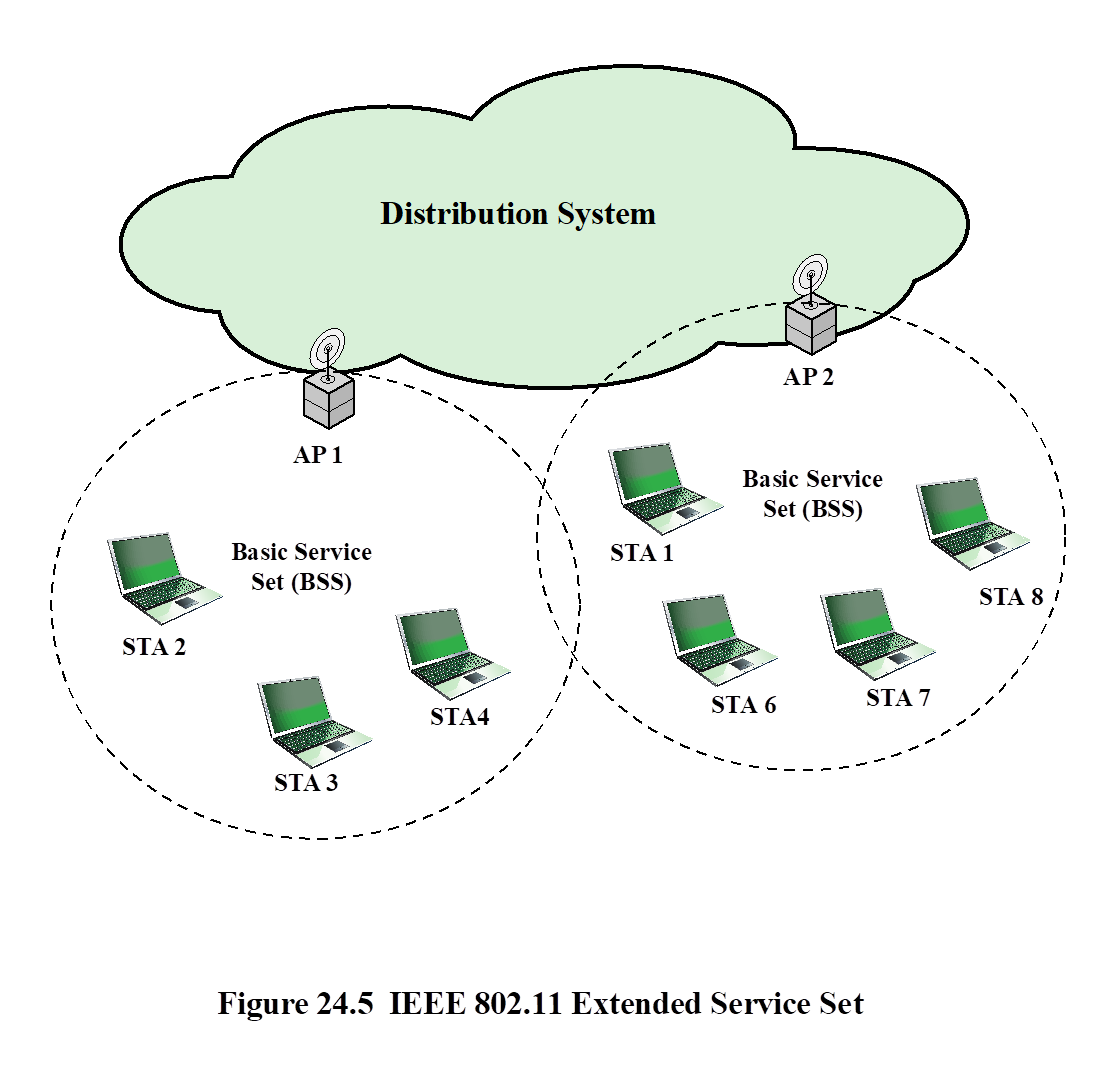 Distribution System
AP 2
AP 1
Basic Service
Set (BSS)
STA 1
STA 8
Basic Service
Set (BSS)
STA 2
STA4
STA 6
STA 7
STA 3
Figure 24.5 IEEE 802.11 Extended Service Set